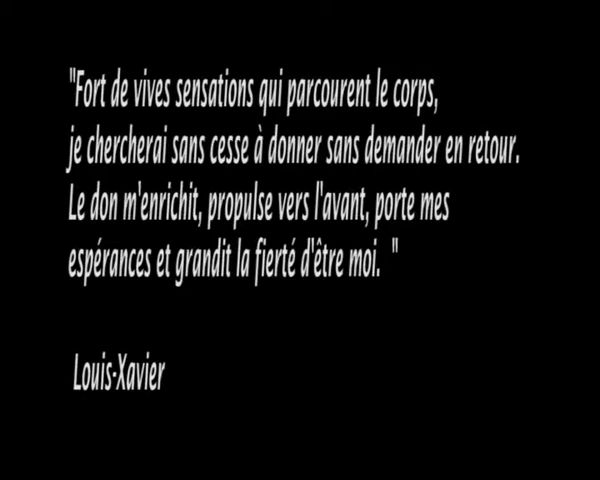 "Fort de vives sensations qui parcourent le corps,
je chercherai sans cesse à donner sans demander en retour.
Le don m'enrichit, propulse vers l'avant, porte mes
espérances et grandit la fierté d'être moi. "
Louis-Xavier